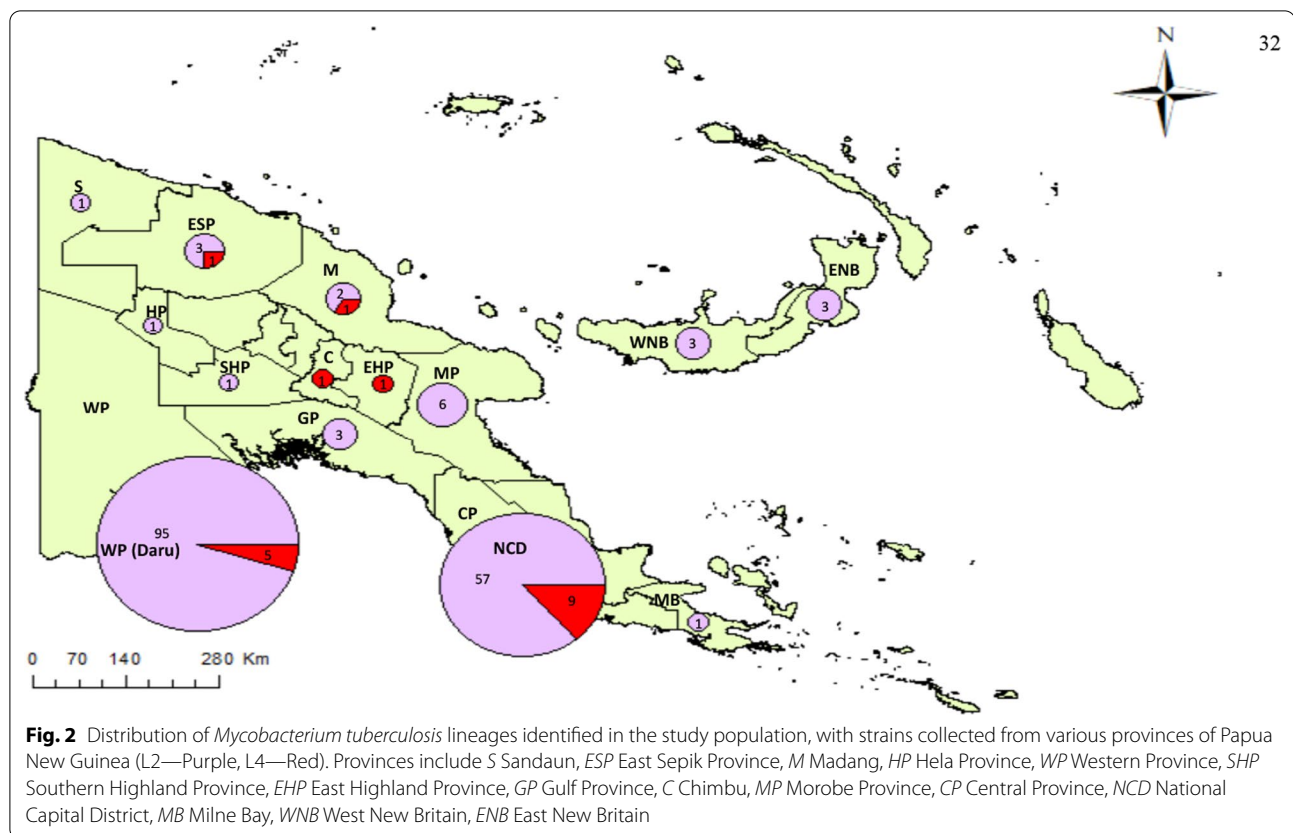 N
32
S
1
ESP
3
1
M
2
1
ENB
3
HP
1
WNB
3
C
1
EHP
1
MP
6
SHP
1
WP
GP
3
CP
95
WP (Daru)
5
NCD
57
9
MB
1
0 70 140 280 Km
Fig. 2 Distribution of Mycobacterium tuberculosis lineages identified in the study population, with strains collected from various provinces of Papua
New Guinea (L2—Purple, L4—Red). Provinces include S Sandaun, ESP East Sepik Province, M Madang, HP Hela Province, WP Western Province, SHP
Southern Highland Province, EHP East Highland Province, GP Gulf Province, C Chimbu, MP Morobe Province, CP Central Province, NCD National
Capital District, MB Milne Bay, WNB West New Britain, ENB East New Britain